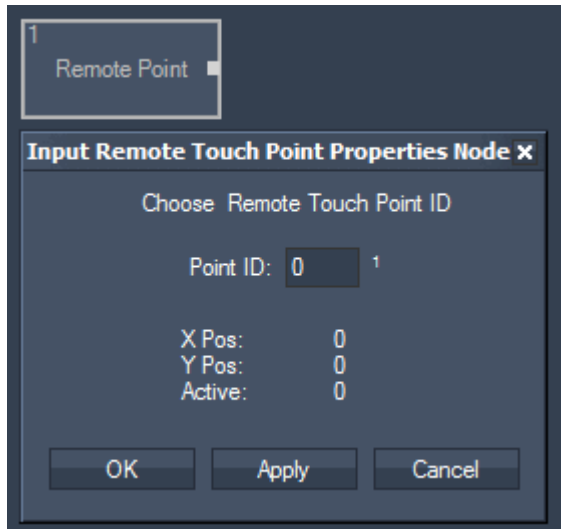 1
Remote Point
Input Remote Touch Point Properties Node x
Choose Remote Touch Point ID
Point ID: 0 1
X Pos: 0
Y Pos: 0
Active: 0
OK Apply Cancel